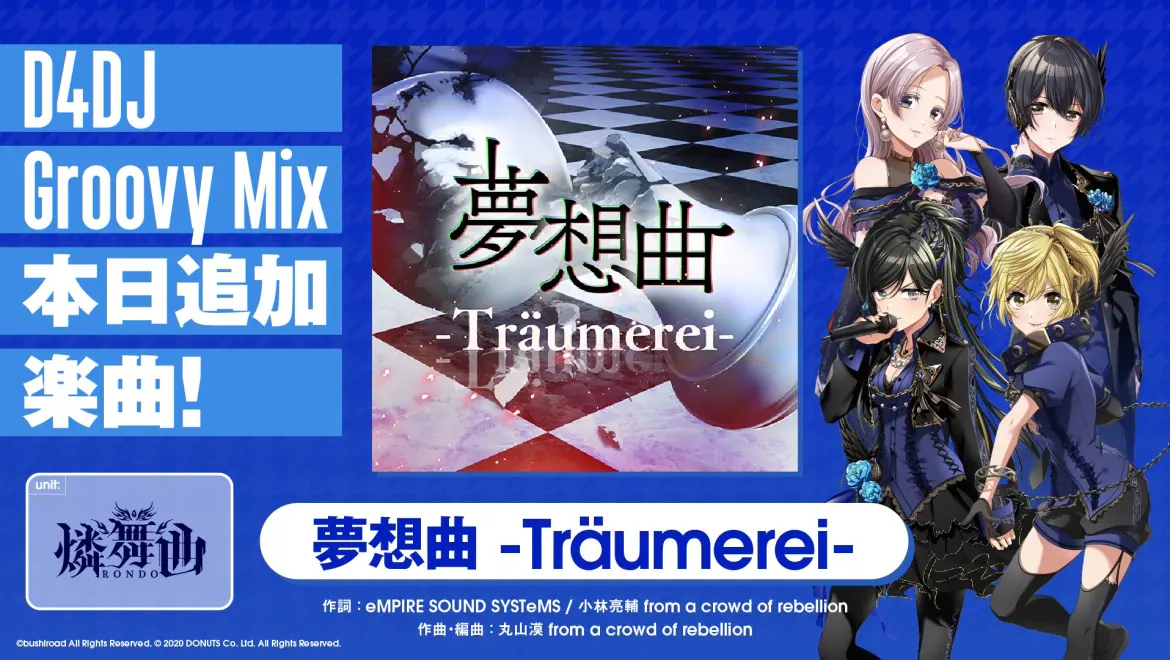 D4DJ
Groovy Mix
本日追加
楽曲!
夢想曲
-Träumerei-
unit:
燐舞曲
RONDO
夢想曲 -Träumerei-
作詞：eMPIRE SOUND SYSTeMS / 小林亮輔 from a crowd of rebellion
作曲・編曲：丸山漠 from a crowd of rebellion
©bushiroad All Rights Reserved. © 2020 DONUTS Co. Ltd. All Rights Reserved.